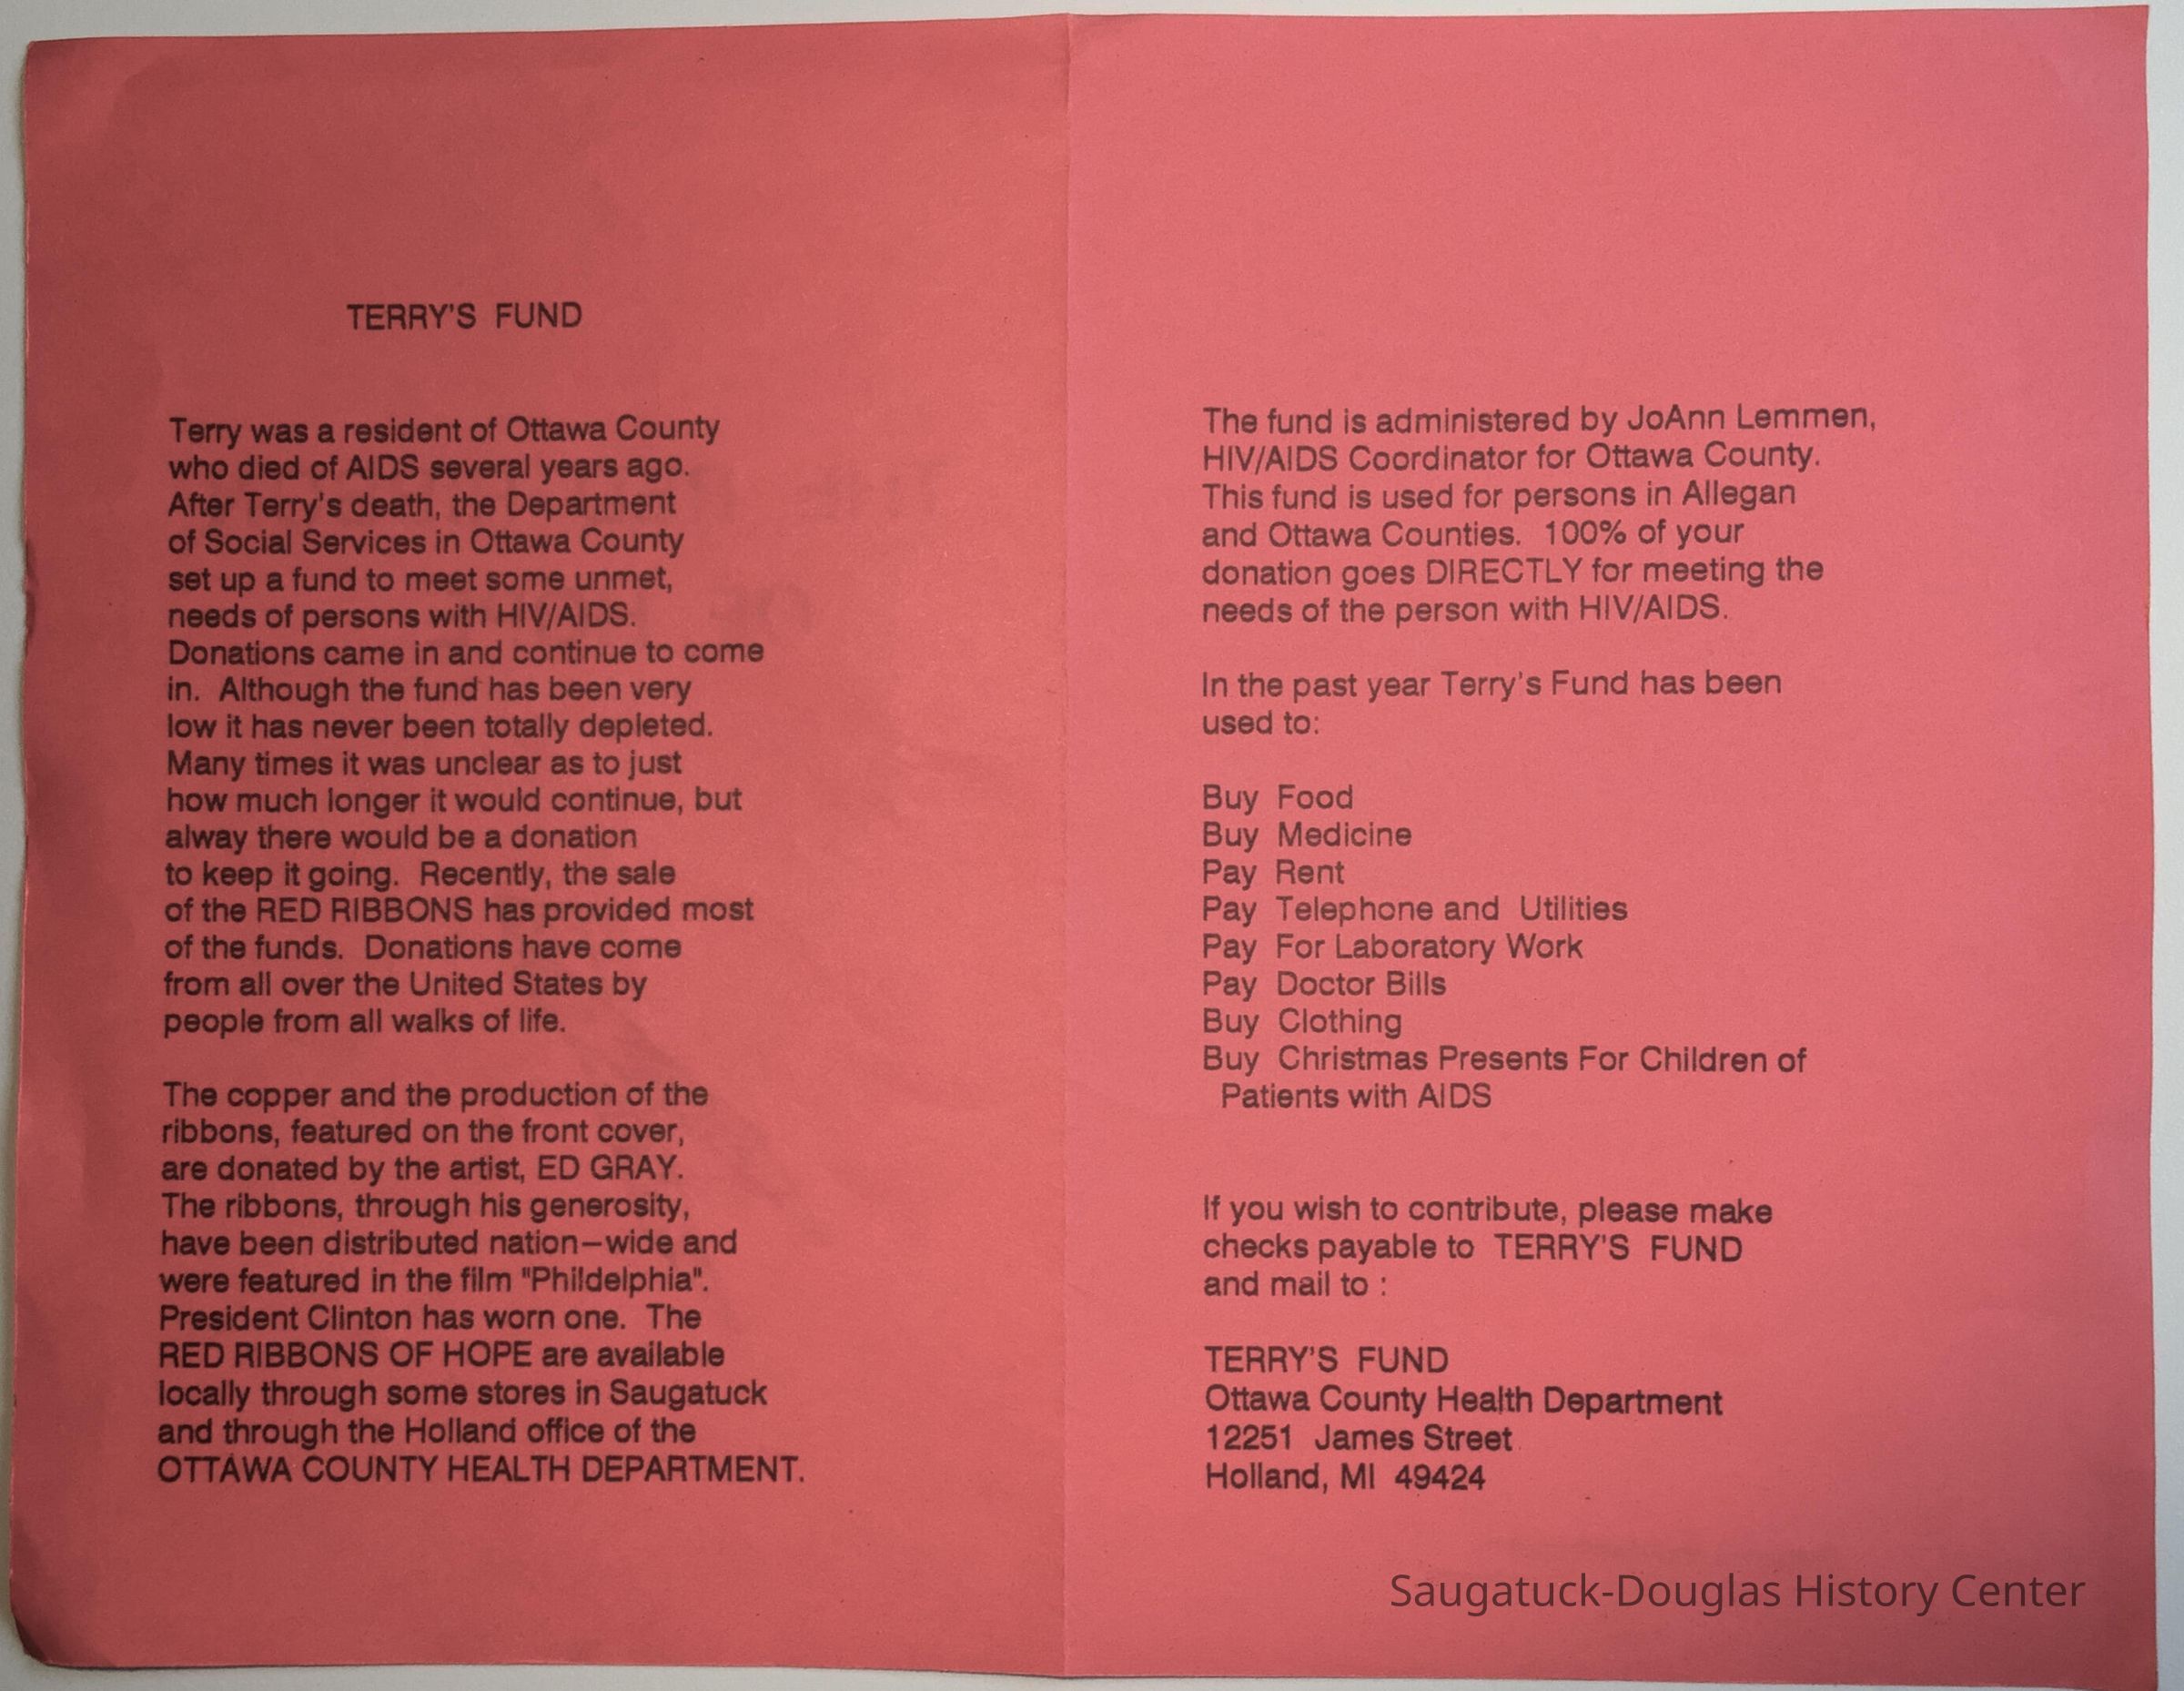 TERRY'S FUND
Terry was a resident of Ottawa County
who died of AIDS several years ago.
After Terry's death, the Department
of Social Services in Ottawa County
set up a fund to meet some unmet,
needs of persons with HIV/AIDS.
Donations came in and continue to come
in. Although the fund has been very
low it has never been totally depleted.
Many times it was unclear as to just
how much longer it would continue, but
alway there would be a donation
to keep it going. Recently, the sale
of the RED RIBBONS has provided most
of the funds. Donations have come
from all over the United States by
people from all walks of life.
The copper and the production of the
ribbons, featured on the front cover,
are donated by the artist, ED GRAY.
The ribbons, through his generosity,
have been distributed nation-wide and
were featured in the film "Phildelphia".
President Clinton has worn one. The
RED RIBBONS OF HOPE are available
locally through some stores in Saugatuck
and through the Holland office of the
OTTAWA COUNTY HEALTH DEPARTMENT.
The fund is administered by JoAnn Lemmen,
HIV/AIDS Coordinator for Ottawa County.
This fund is used for persons in Allegan
and Ottawa Counties. 100% of your
donation goes DIRECTLY for meeting the
needs of the person with HIV/AIDS.
In the past year Terry's Fund has been
used to:
Buy Food
Buy Medicine
Pay Rent
Pay Telephone and Utilities
Pay For Laboratory Work
Pay Doctor Bills
Buy Clothing
Buy Christmas Presents For Children of
Patients with AIDS
If you wish to contribute, please make
checks payable to TERRY'S FUND
and mail to :
TERRY'S FUND
Ottawa County Health Department
12251 James Street
Holland, MI 49424
Saugatuck-Douglas History Center